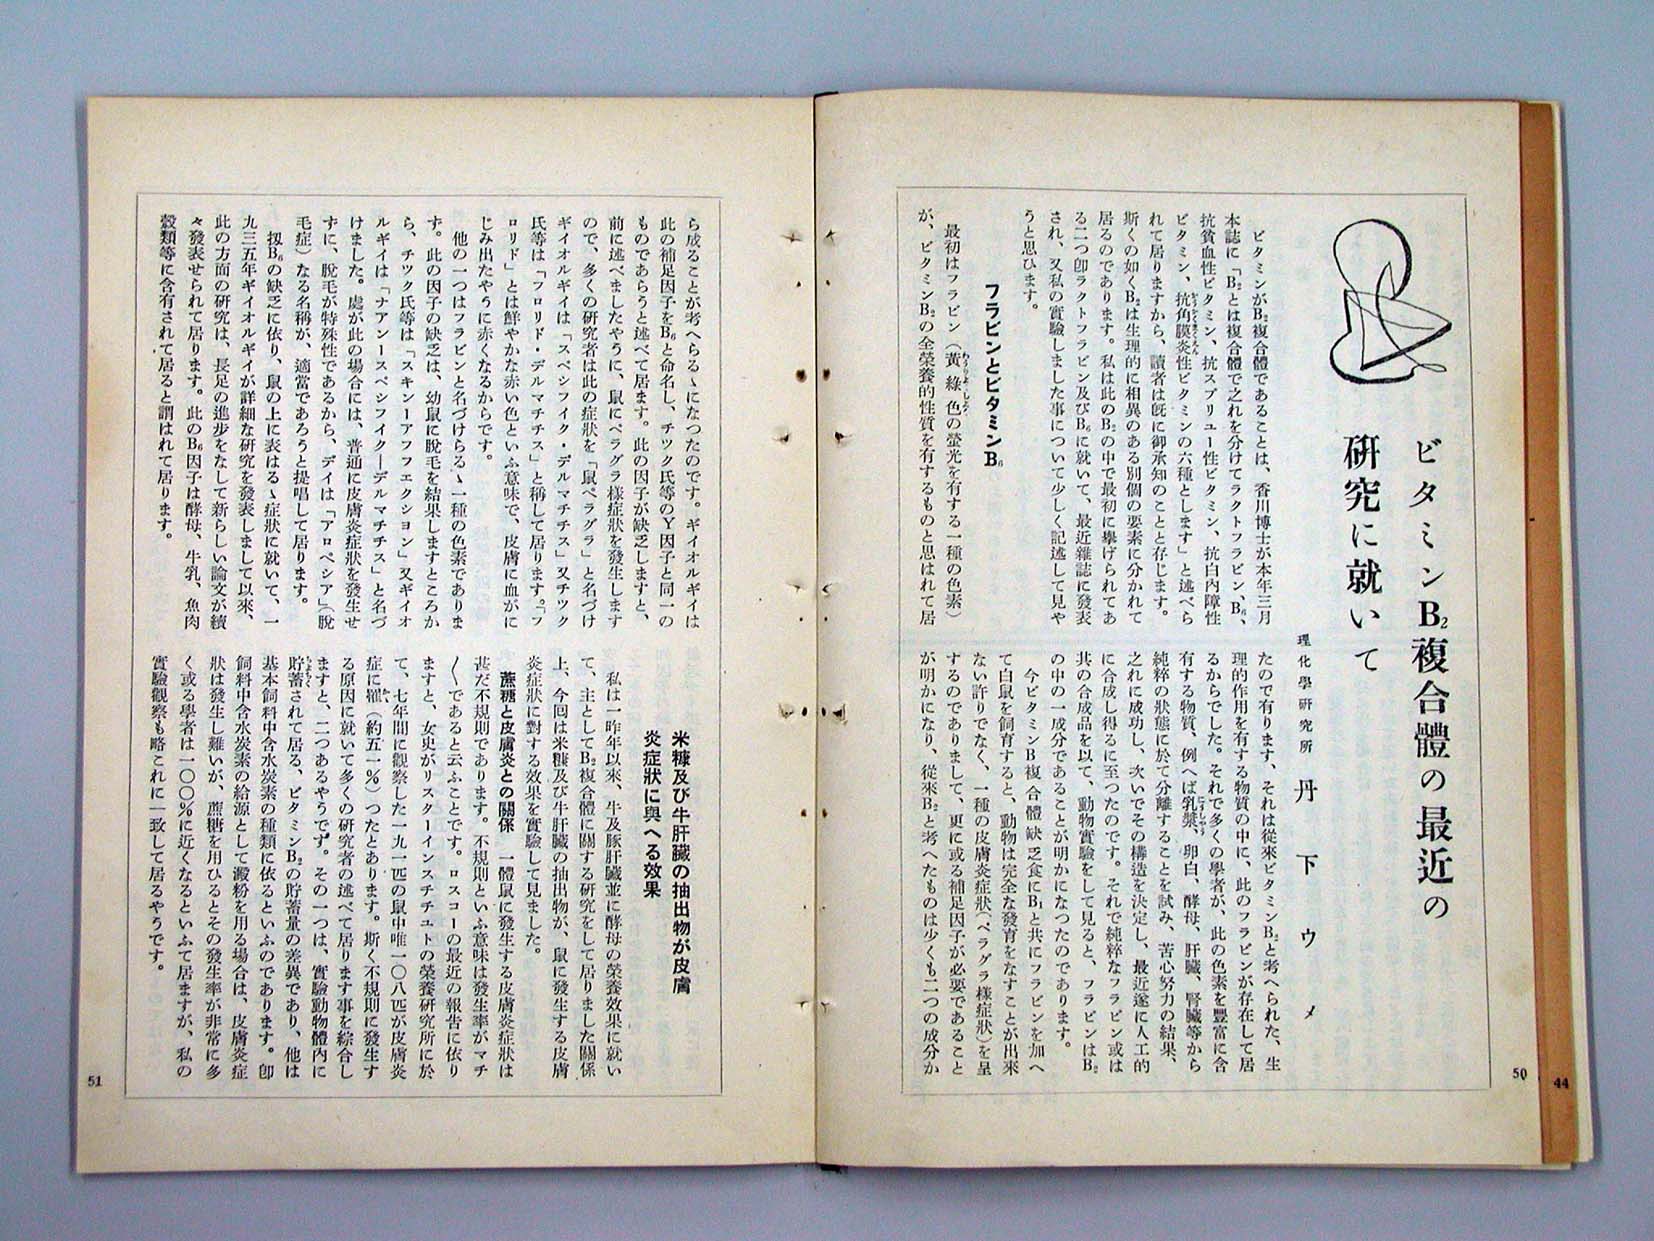 ビタミンB₂複合體の最近の
研究に就いて
理化學研究所 丹下ウメ
ビタミンがB₂複合體であることは、香川博士が本年三月
本誌に「B₂とは複合體で之れを分けてラクトフラビン、B₆、
抗貧血性ビタミン、抗スプリユー性ビタミン、抗白內障性
ビタミン、抗角膜炎性ビタミンの六種とします」と述べら
れて居りますから、讀者は旣に御承知のことと存じます。
斯くの如くB₂は生理的に相異のある別個の要素に分かれて
居るのであります。私は此のB₂の中で最初に擧げられてあ
る二つ卽ラクトフラビン及びB₆に就いて、最近雜誌に發表
され、又私の實驗しました事について少しく記述して見や
うと思ひます。
フラビンとビタミンB₆
最初はフラビン（黃綠色の螢光を有する一種の色素）
が、ビタミンB₂の全榮養的性質を有するものと思はれて居
たので有ります、それは從來ビタミンB₂と考へられた、生
理的作用を有する物質の中に、此のフラビンが存在して居
るからでした。それで多くの學者が、此の色素を豐富に含
有する物質、例へば乳漿、卵白、酵母、肝臟、腎臟等から
純粹の狀態に於て分離することを試み、苦心努力の結果、
之れに成功し、次いでその構造を決定し、最近遂に人工的
に合成し得るに至つたのです。それで純粹なフラビン或は
其の合成品を以て、動物實驗をして見ると、フラビンはB₂
の中の一成分であることが明かになつたのであります。
今ビタミンB複合體缺乏食にB₁と共にフラビンを加へ
て白鼠を飼育すると、動物は完全な發育をなすことが出來
ない許りでなく、一種の皮膚炎症狀（ペラグラ樣症狀）を呈
するのでありまして、更に或る補足因子が必要であること
が明かになり、從來B₂と考へたものは少くも二つの成分か
50
44
ら成ることが考へらるゝになつたのです。ギイオルギイは
此の補足因子をB₆と命名し、チツク氏等のY因子と同一の
ものであらうと述べて居ます。此の因子が缺乏しますと、
前に述べましたやうに、鼠にペラグラ樣症狀を發生します
ので、多くの硏究者は此の症狀を「鼠ペラグラ」と名づけ
ギイオルギイは「スペシフイク・デルマチチス」又チツク
氏等は「フロリド・デルマチチス」と稱して居ります。「フ
ロリド」とは鮮やかな赤い色といふ意味で、皮膚に血がに
じみ出たやうに赤くなるからです。
他の一つはフラビンと名づけらるゝ一種の色素でありま
す。此の因子の缺乏は、幼鼠に脫毛を結果しますところか
ら、チツク氏等は「スキンーアフフエクション」又ギイオ
ルギイは「ナアンースペシフイクーデルマチチス」と名づ
けました。處が此の場合には、普通に皮膚炎症狀を發生せ
ずに、脫毛が特殊性であるから、デイは「アロペシア」（脫
毛症）なる名稱が、適當であろうと提唱して居ります。
扨B₆の缺乏に依り、鼠の上に表はるゝ症狀に就いて、一
九三五年ギイオルギイが詳細な硏究を發表しまして以來、
此の方面の硏究は、長足の進步をなして新らしい論文が續
々發表せられて居ります。此のB₆因子は酵母、牛乳、魚肉
穀類等に含有されて居ると謂はれて居ります。
米糠及び牛肝臟の抽出物が皮膚
炎症狀に與へる效果
私は一昨年以來、牛及豚肝臟並に酵母の榮養效果に就い
て、主としてB₂複合體に關する硏究をして居りました關係
上、今回は米糠及び牛肝臟の抽出物が、鼠に發生する皮膚
炎症狀に對する效果を實驗して見ました。
蔗糖と皮膚炎との關係 一體鼠に發生する皮膚炎症狀は
甚だ不規則であります。不規則といふ意味は發生率がマチ
〱であると云ふことです。ロスコーの最近の報吿に依り
ますと、女史がリスターインスチチユトの榮養硏究所に於
て、七年間に觀察した一九一匹の鼠中唯一〇八匹が皮膚炎
症に罹（約五一%）つたとあります。斯く不規則に發生す
る原因に就いて多くの硏究者の述べて居ります事を綜合し
ますと、二つあるやうです。その一つは、實驗動物體內に
貯蓄されて居る、ビタミンB₂の貯蓄量の差異であり、他は
基本飼料中含水炭素の種類に依るといふのであります。卽
飼料中含水炭素の給源として澱粉を用る場合は、皮膚炎症
狀は發生し難いが、蔗糖を用ひるとその發生率が非常に多
く或る學者は一〇〇%に近くなるといふて居ますが、私の
實驗觀察も略これに一致して居るやうです。
51